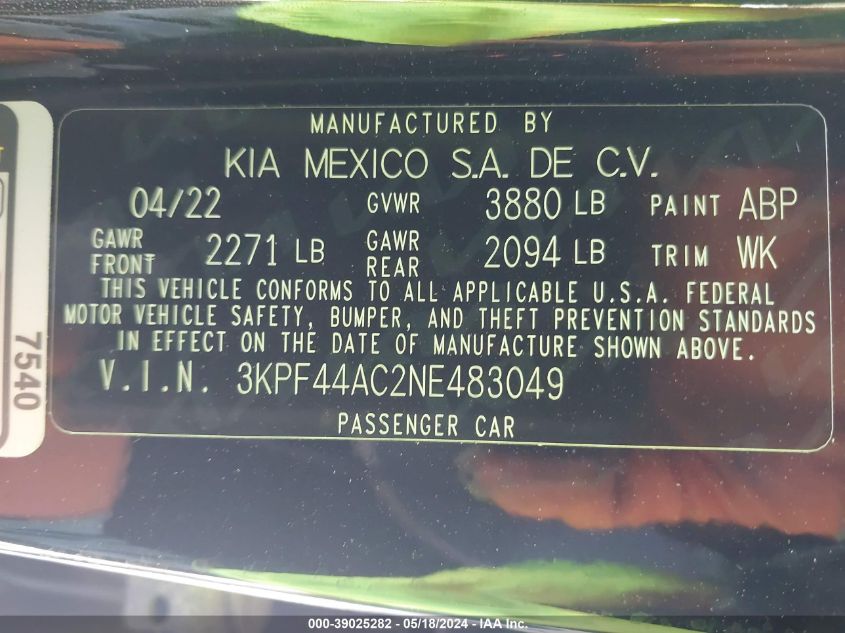 MANUFACTURED BY
KIA MEXICO S.A. DE C.V.
04/22 GVWR 3880 LB PAINT ABP
GAWR FRONT 2271 LB GAWR REAR 2094 LB TRIM WK
THIS VEHICLE CONFORMS TO ALL APPLICABLE U.S.A. FEDERAL
MOTOR VEHICLE SAFETY, BUMPER, AND THEFT PREVENTION STANDARDS
IN EFFECT ON THE DATE OF MANUFACTURE SHOWN ABOVE.
V.I.N. 3KPF44AC2NE483049
PASSENGER CAR
7540
000-39025282 - 05/18/2024 - IAA Inc.